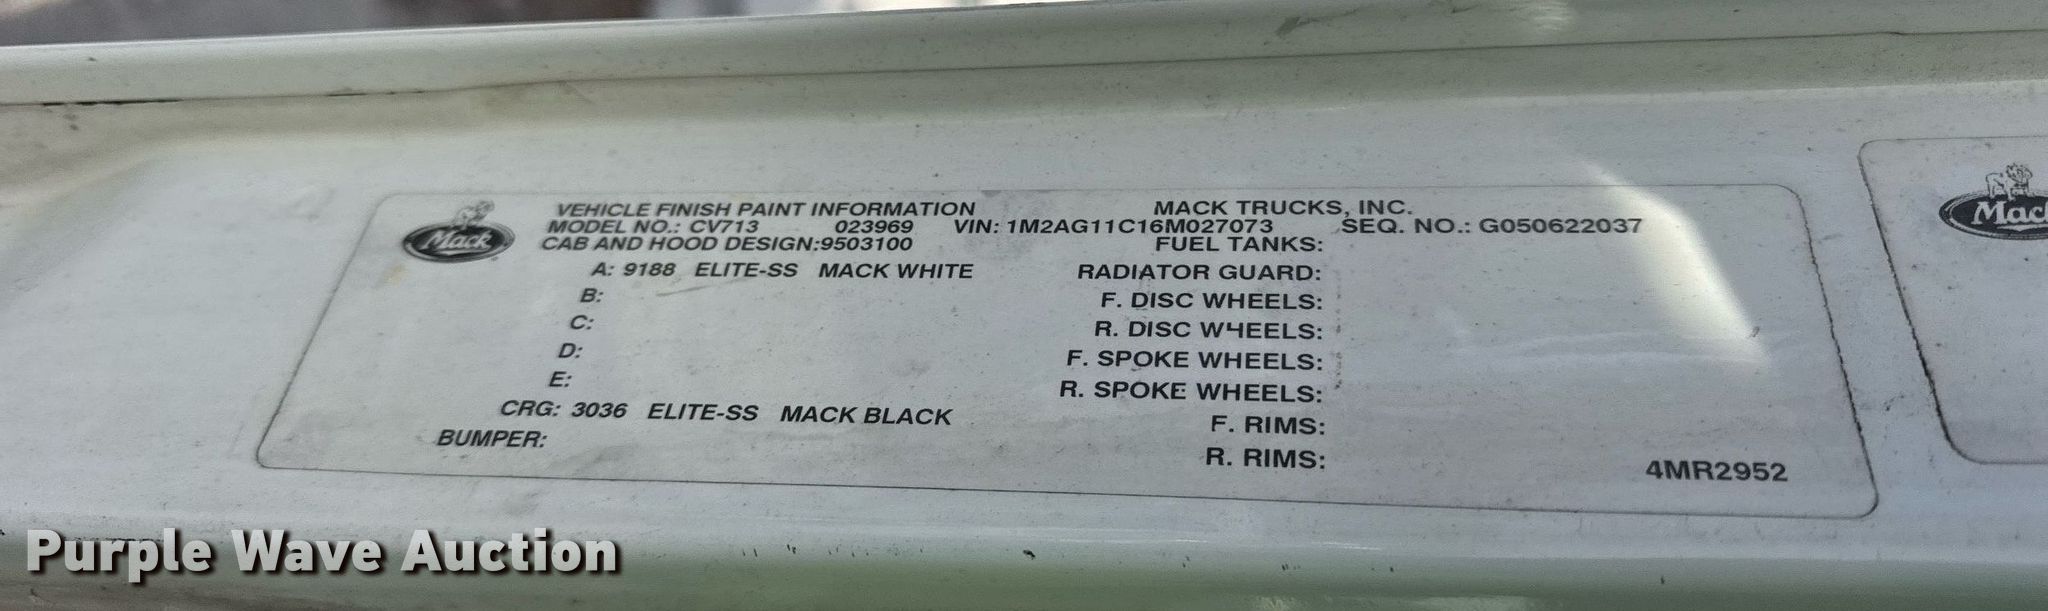 Mack
VEHICLE FINISH PAINT INFORMATION MACK TRUCKS, INC.
MODEL NO.: CV713 023969 VIN: 1M2AG11C16M027073 SEQ. NO.: G050622037
CAB AND HOOD DESIGN:9503100 FUEL TANKS:
A: 9188 ELITE-SS MACK WHITE RADIATOR GUARD:
B: F. DISC WHEELS:
C: R. DISC WHEELS:
D: F. SPOKE WHEELS:
E: R. SPOKE WHEELS:
CRG: 3036 ELITE-SS MACK BLACK F. RIMS:
BUMPER: R. RIMS:
4MR2952
Mack
Purple Wave Auction